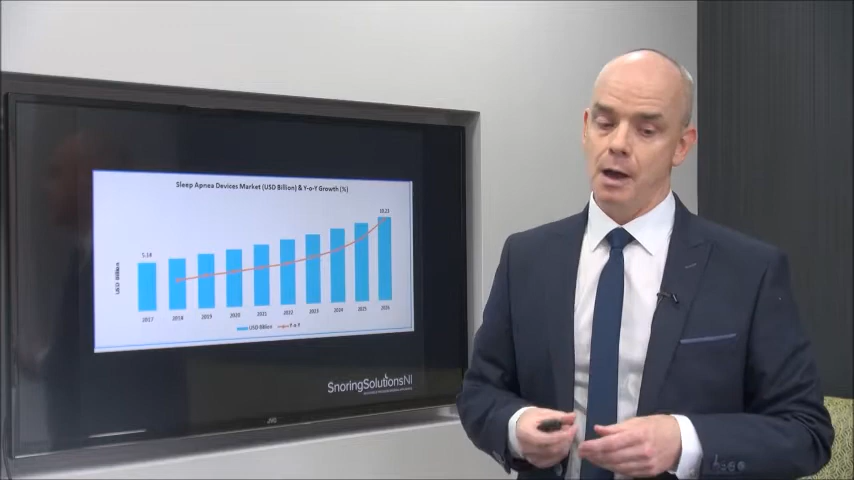 Sleep Apnea Devices Market (USD Billion) & Y-o-Y Growth (%)
10.23
5.14
USD Billion
2017 2018 2019 2020 2021 2022 2023 2024 2025 2026
USD Billion Y-o-Y
SnoringSolutionsNI
JVC